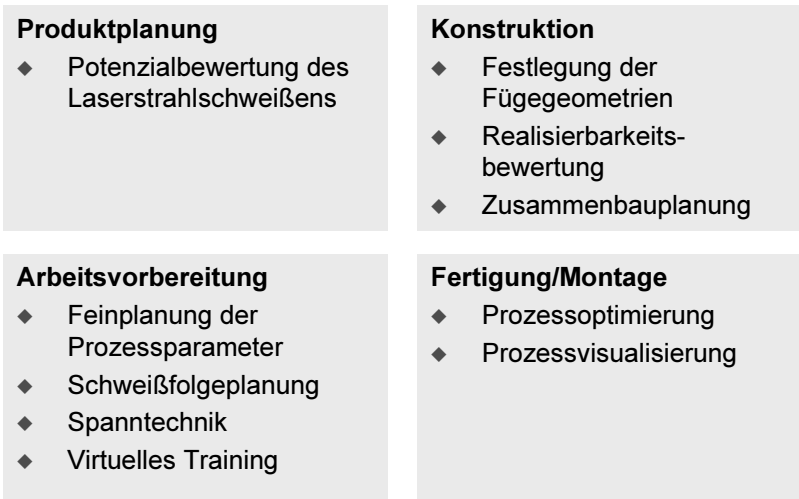 Produktplanung
◆ Potenzialbewertung des
Laserstrahlschweißens
Konstruktion
◆ Festlegung der
Fügegeometrien
◆ Realisierbarkeits-
bewertung
◆ Zusammenbauplanung
Arbeitsvorbereitung
◆ Feinplanung der
Prozessparameter
◆ Schweißfolgeplanung
◆ Spanntechnik
◆ Virtuelles Training
Fertigung/Montage
◆ Prozessoptimierung
◆ Prozessvisualisierung